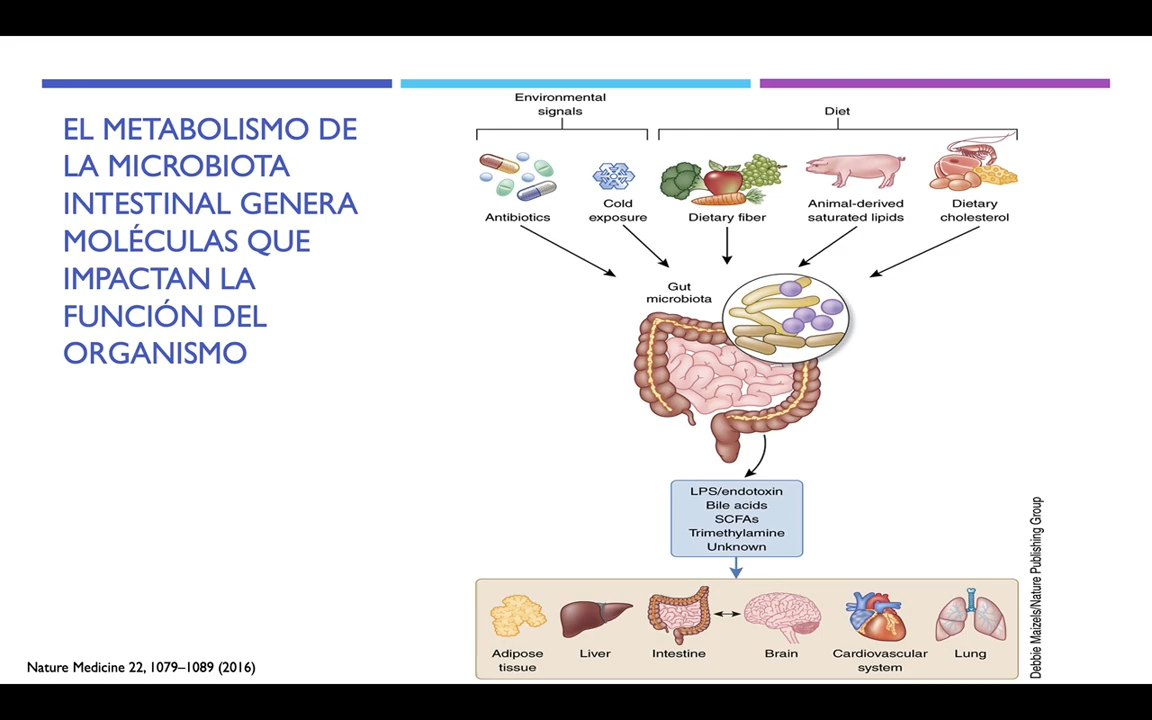 EL METABOLISMO DE
LA MICROBIOTA
INTESTINAL GENERA
MOLÉCULAS QUE
IMPACTAN LA
FUNCIÓN DEL
ORGANISMO
Environmental
signals
Diet
Antibiotics
Cold
exposure
Dietary fiber
Animal-derived
saturated lipids
Dietary
cholesterol
Gut
microbiota
LPS/endotoxin
Bile acids
SCFAs
Trimethylamine
Unknown
Adipose
tissue
Liver
Intestine
Brain
Cardiovascular
system
Lung
Debbie Maizels/Nature Publishing Group
Nature Medicine 22, 1079–1089 (2016)